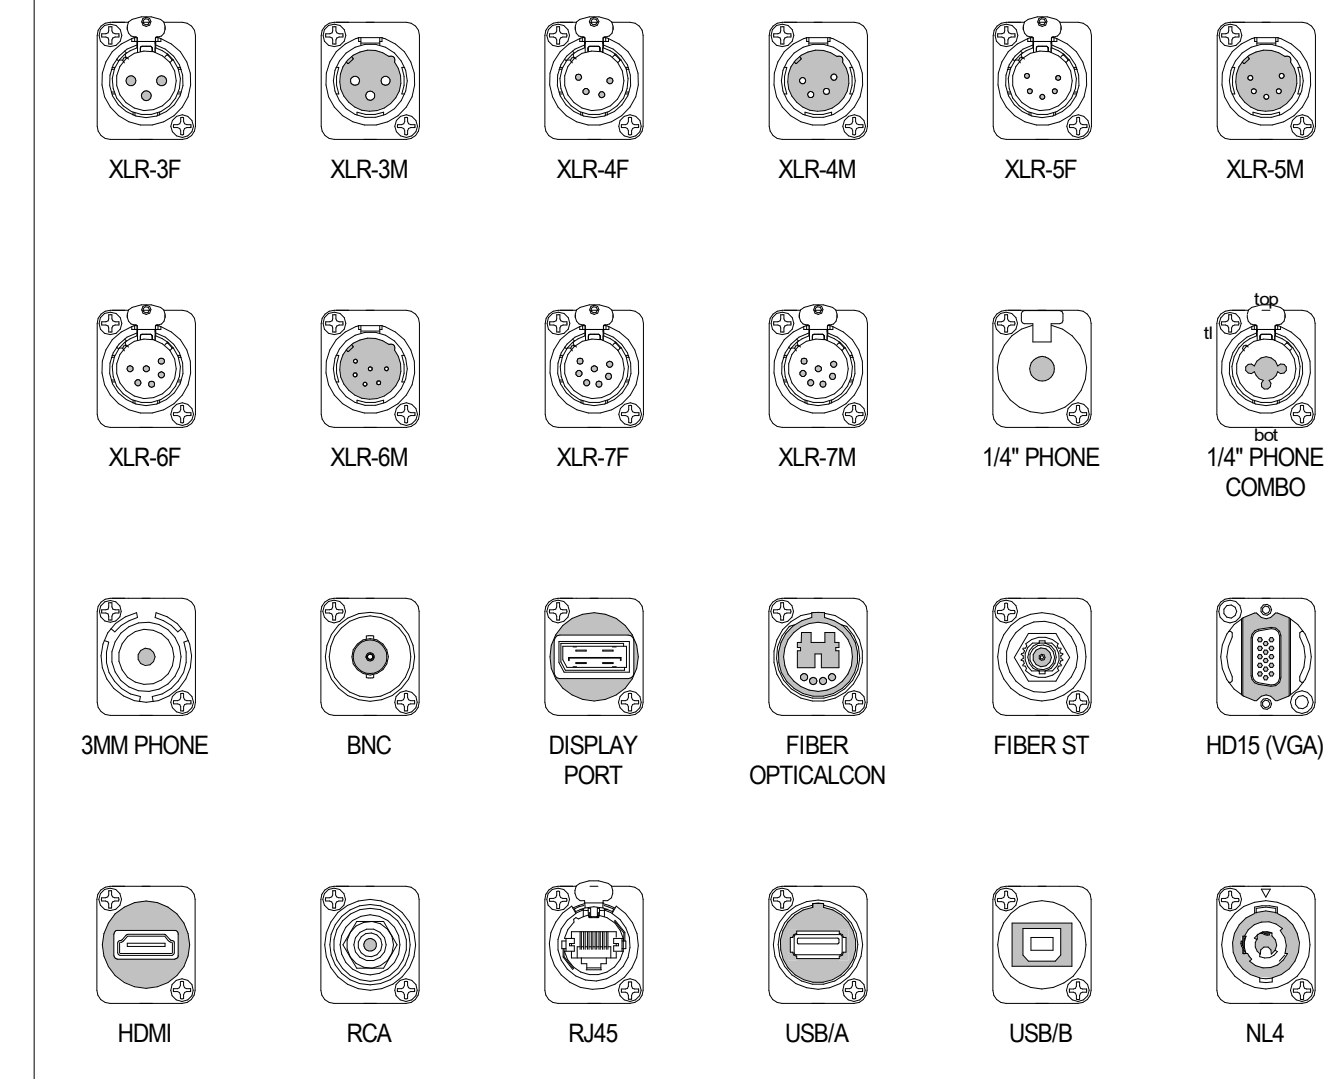 XLR-3F
XLR-3M
XLR-4F
XLR-4M
XLR-5F
XLR-5M
top
tl
bot
XLR-6F
XLR-6M
XLR-7F
XLR-7M
1/4" PHONE
1/4" PHONE
COMBO
3MM PHONE
BNC
DISPLAY
PORT
FIBER
OPTICALCON
FIBER ST
HD15 (VGA)
HDMI
RCA
RJ45
USB/A
USB/B
NL4